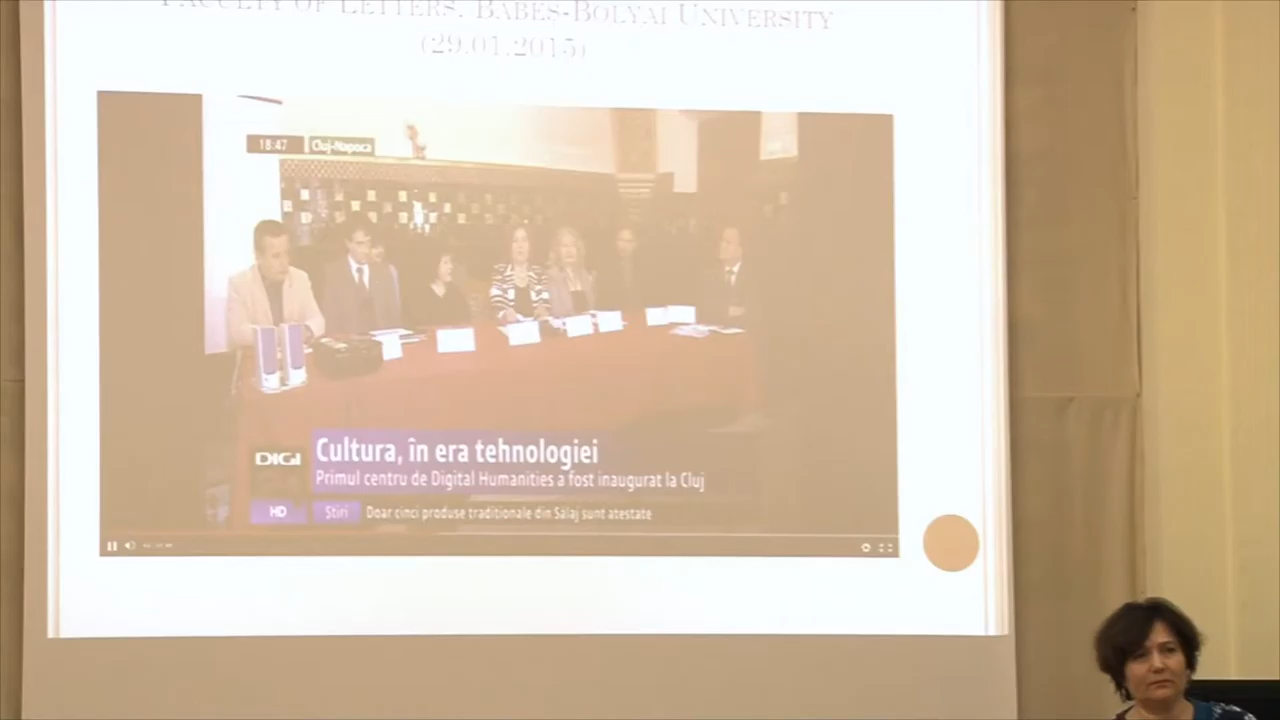 FACULTY OF LETTERS, BABEȘ-BOLYAI UNIVERSITY
(29.01.2015)
18:47 Cluj-Napoca
Cultura, în era tehnologiei
DIGI
Primul centru de Digital Humanities a fost inaugurat la Cluj
HD Știri Doar cinci produse traditionale din Sălaj sunt atestate